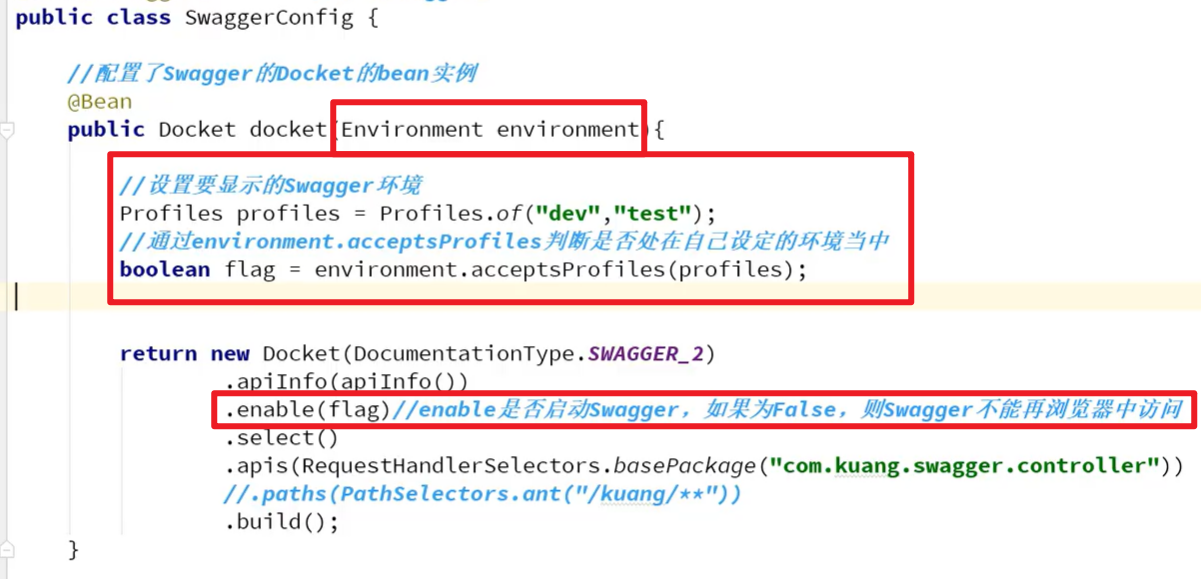 public class SwaggerConfig {
//配置了Swagger的Docket的bean实例
@Bean
public Docket docket(Environment environment){
//设置要显示的Swagger环境
Profiles profiles = Profiles.of("dev","test");
//通过environment.acceptsProfiles判断是否处在自己设定的环境当中
boolean flag = environment.acceptsProfiles(profiles);
return new Docket(DocumentationType.SWAGGER_2)
.apiInfo(apiInfo())
.enable(flag)//enable是否启动Swagger，如果为False，则Swagger不能再浏览器中访问
.select()
.apis(RequestHandlerSelectors.basePackage("com.kuang.swagger.controller"))
//.paths(PathSelectors.ant("/kuang/**"))
.build();
}